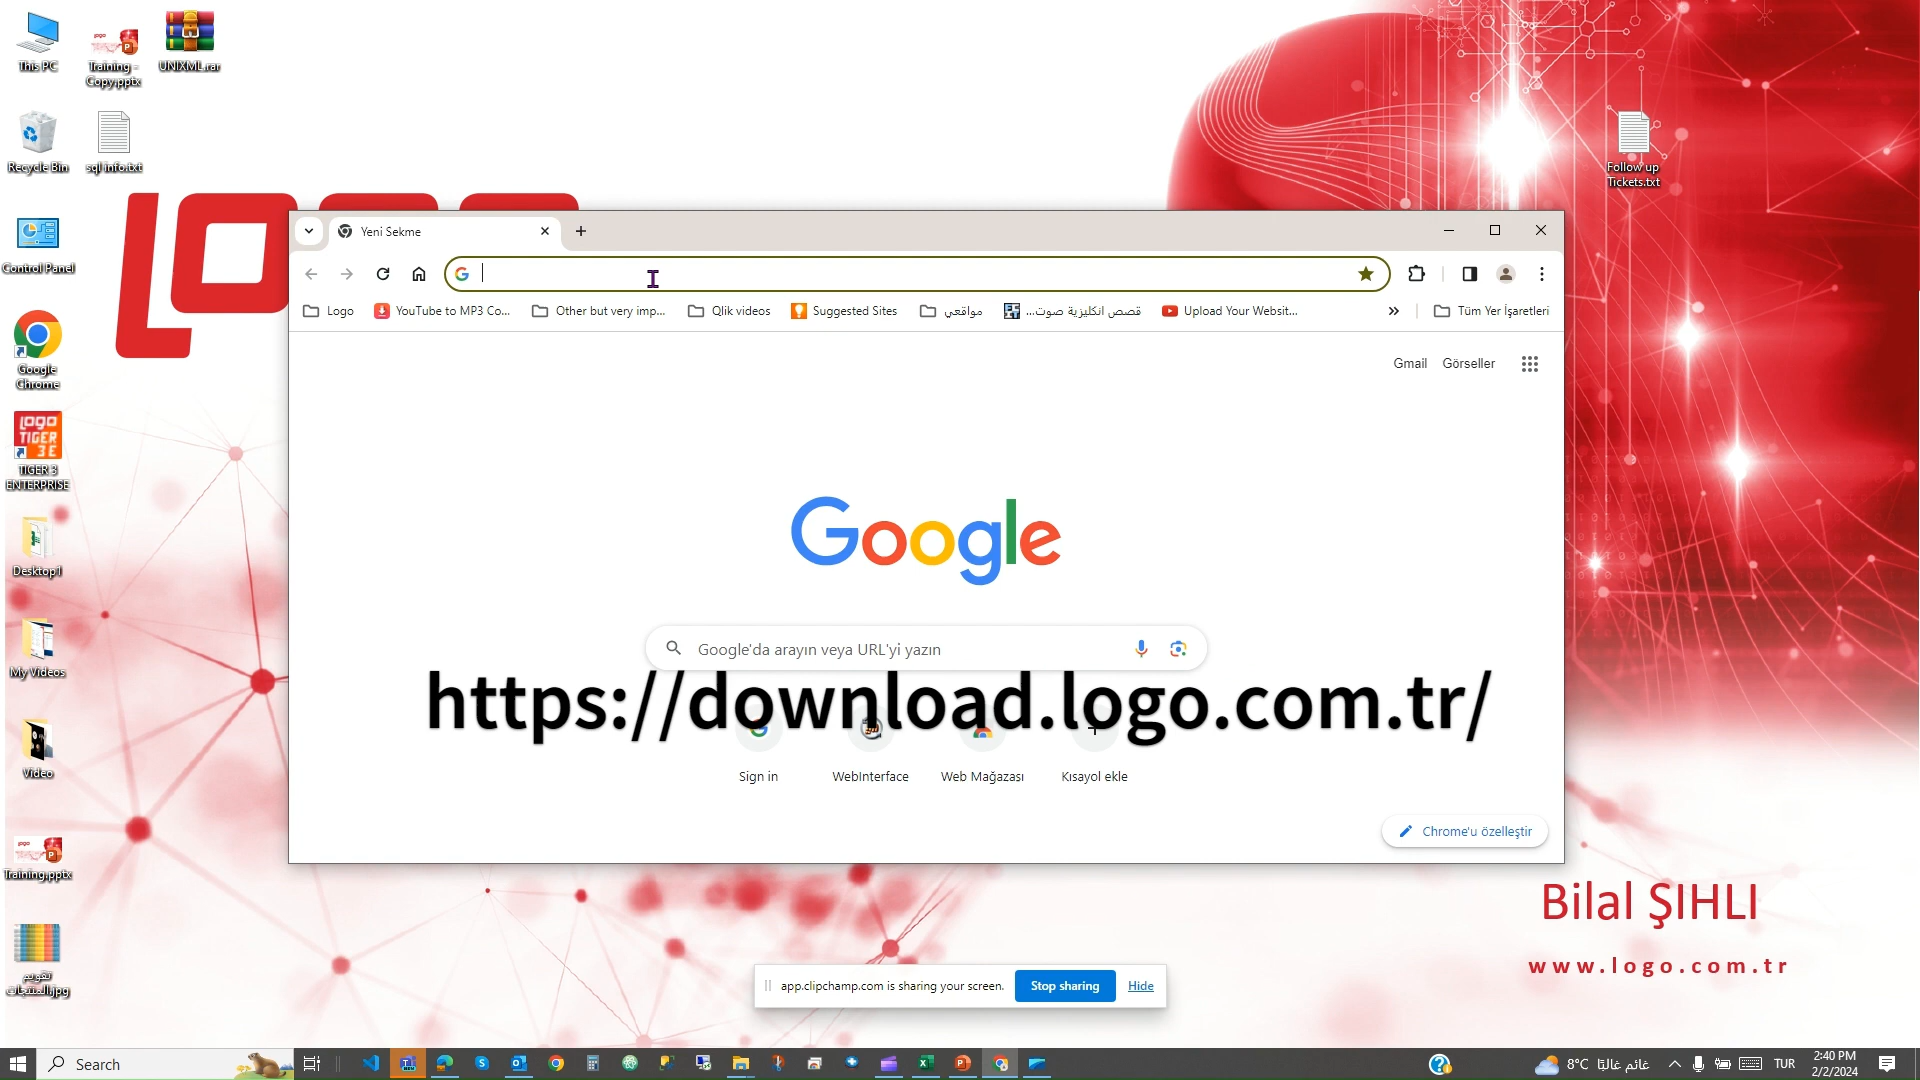 This PC
Training -
Copy.pptx
UNIXML.rar
Recycle Bin
sql info.txt
Follow up
Tickets.txt
Control Panel
Google
Chrome
LOGO
TIGER
3E
TIGER 3
ENTERPRISE
Desktop1
My Videos
Video
Training.pptx
Yeni Sekme
Logo
YouTube to MP3 Co...
Other but very imp...
Qlik videos
Suggested Sites
مواقعي
قصص انكليزية صوت...
Upload Your Websit...
Tüm Yer İşaretleri
Gmail
Görseller
Google
Google'da arayın veya URL'yi yazın
https://download.logo.com.tr/
Sign in
WebInterface
Web Mağazası
Kısayol ekle
Chrome'u özelleştir
Bilal ŞIHLI
www.logo.com.tr
app.clipchamp.com is sharing your screen.
Stop sharing
Hide
Search
8°C
غائم غالبًا
TUR
2:40 PM
2/2/2024